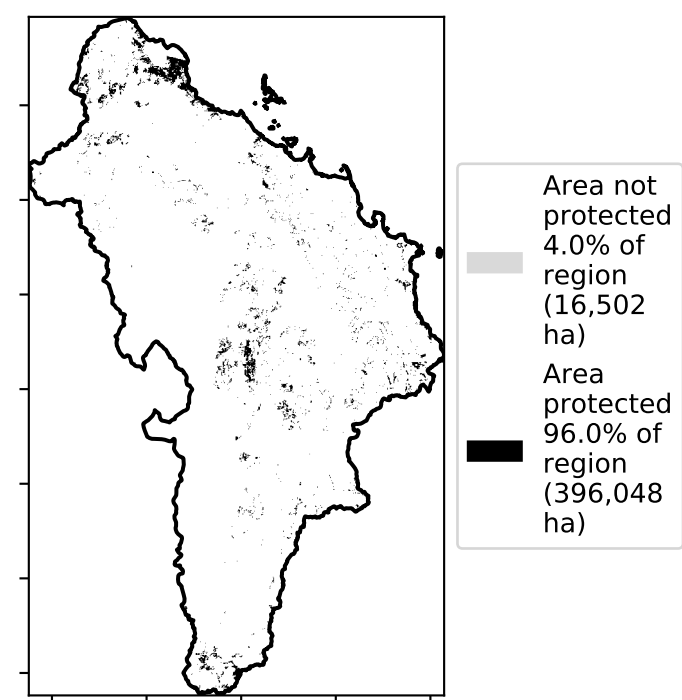 Area not
protected
4.0% of
region
(16,502
ha)
Area
protected
96.0% of
region
(396,048
ha)